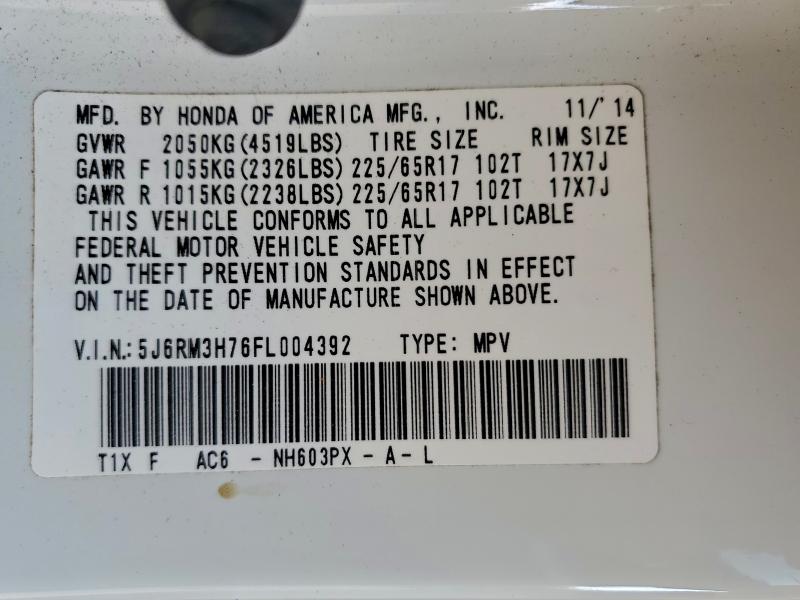 MFD. BY HONDA OF AMERICA MFG., INC. 11/'14
GVWR 2050KG(4519LBS) TIRE SIZE RIM SIZE
GAWR F 1055KG(2326LBS) 225/65R17 102T 17X7J
GAWR R 1015KG(2238LBS) 225/65R17 102T 17X7J
THIS VEHICLE CONFORMS TO ALL APPLICABLE
FEDERAL MOTOR VEHICLE SAFETY
AND THEFT PREVENTION STANDARDS IN EFFECT
ON THE DATE OF MANUFACTURE SHOWN ABOVE.
V.I.N.:5J6RM3H76FL004392 TYPE: MPV
T1X F AC6 - NH603PX - A - L